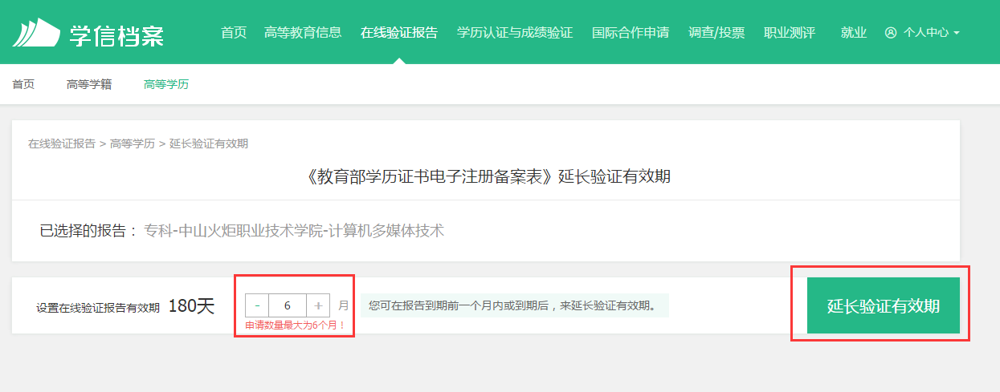 学信档案 首页 高等教育信息 在线验证报告 学历认证与成绩验证 国际合作申请 调查/投票 职业测评 就业 个人中心
首页 高等学籍 高等学历
在线验证报告 > 高等学历 > 延长验证有效期
《教育部学历证书电子注册备案表》延长验证有效期
已选择的报告： 专科-中山火炬职业技术学院-计算机多媒体技术
设置在线验证报告有效期 180天 - 6 + 月 您可在报告到期前一个月内或到期后，来延长验证有效期。 延长验证有效期
申请数量最大为6个月！